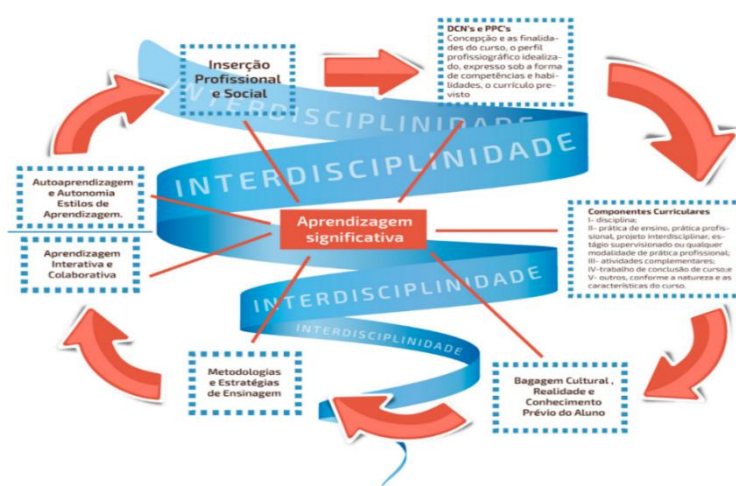 Inserção
Profissional
e Social
DCN's e PPC's
Concepção e as finalida-
des do curso, o perfil
profissiográfico idealiza-
do, expresso sob a forma
de competências e habi-
lidades, o currículo pre-
visto
INTERDISCIPLINIDADE
INTERDISCIPLINIDADE
Autoaprendizagem
e Autonomia
Estilos de
Aprendizagem.
Aprendizagem
significativa
Componentes Curriculares
I- disciplina;
II- prática de ensino, prática profis-
sional, projeto interdisciplinar, es-
tágio supervisionado ou qualquer
modalidade de prática profissional;
III- atividades complementares;
IV-trabalho de conclusão de curso;e
V- outros, conforme a natureza e as
características do curso.
Aprendizagem
Interativa e
Colaborativa
INTERDISCIPLINIDADE
INTERDISCIPLINIDADE
Metodologias
e Estratégias
de Ensinagem
Bagagem Cultural ,
Realidade e
Conhecimento
Prévio do Aluno